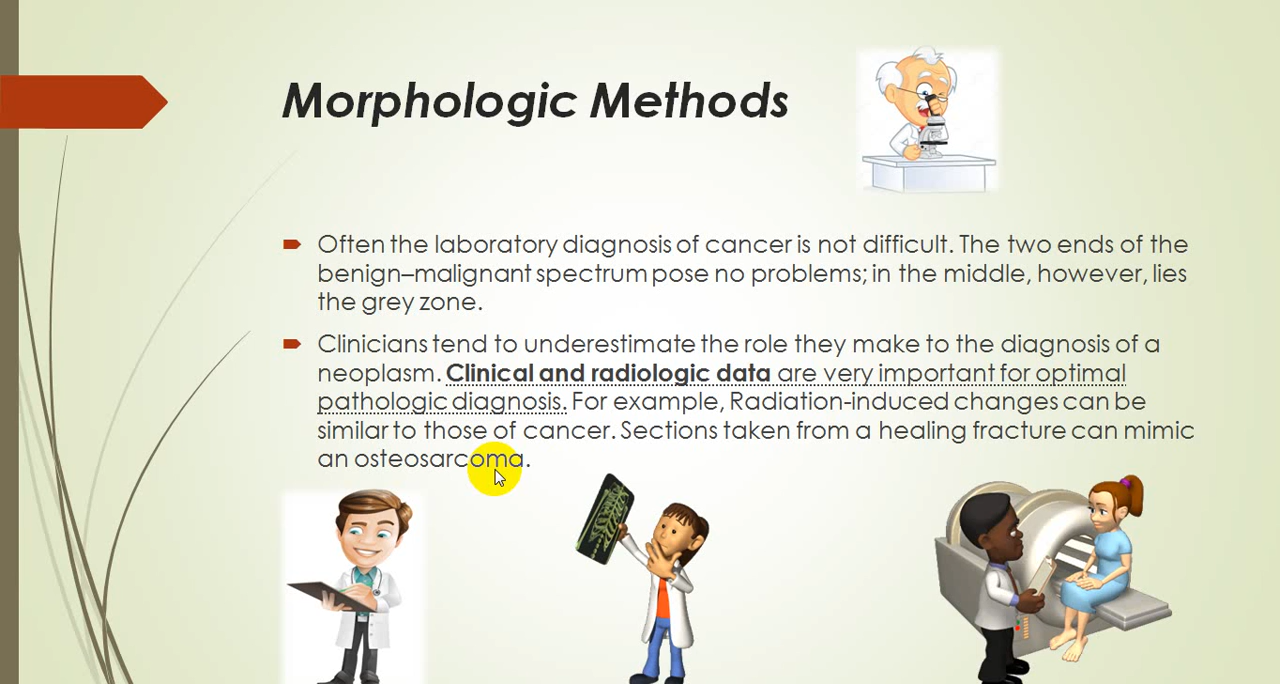 Morphologic Methods
Often the laboratory diagnosis of cancer is not difficult. The two ends of the
benign–malignant spectrum pose no problems; in the middle, however, lies
the grey zone.
Clinicians tend to underestimate the role they make to the diagnosis of a
neoplasm. Clinical and radiologic data are very important for optimal
pathologic diagnosis. For example, Radiation-induced changes can be
similar to those of cancer. Sections taken from a healing fracture can mimic
an osteosarcoma.